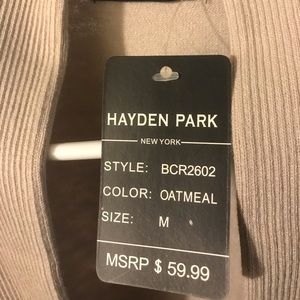 HAYDEN PARK
NEW YORK
STYLE: BCR2602
COLOR: OATMEAL
SIZE: M
MSRP $ 59.99